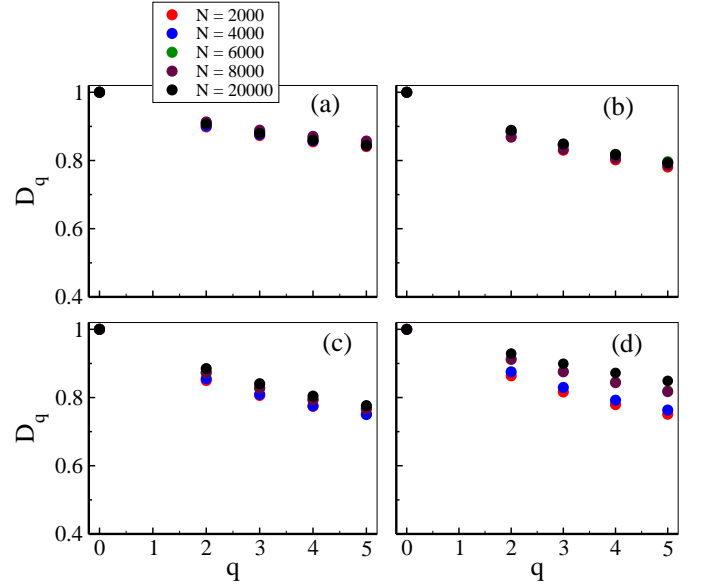 N = 2000
N = 4000
N = 6000
N = 8000
N = 20000
(a)
(b)
1
0.8
0.6
0.4
D_q
(c)
(d)
1
0.8
0.6
0.4
D_q
0 1 2 3 4 5
0 1 2 3 4 5
q
q